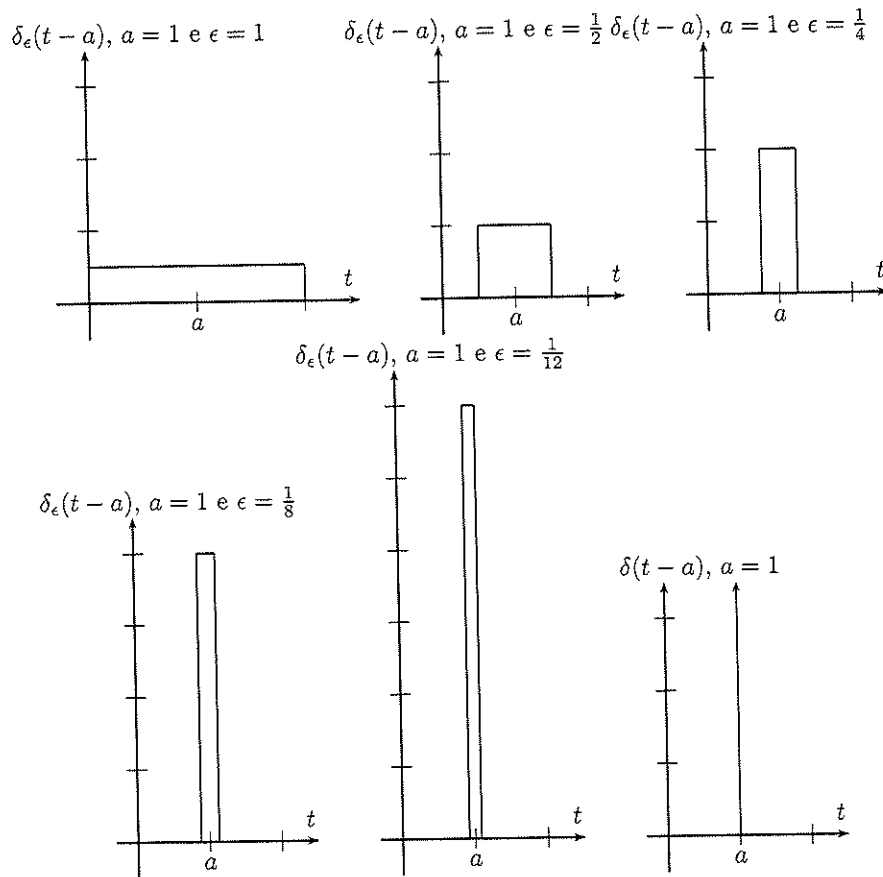 δ_ϵ(t − a), a = 1 e ϵ = 1
δ_ϵ(t − a), a = 1 e ϵ = 1/2
δ_ϵ(t − a), a = 1 e ϵ = 1/4
t
a
t
a
t
a
δ_ϵ(t − a), a = 1 e ϵ = 1/12
δ_ϵ(t − a), a = 1 e ϵ = 1/8
δ(t − a), a = 1
t
a
t
a
t
a